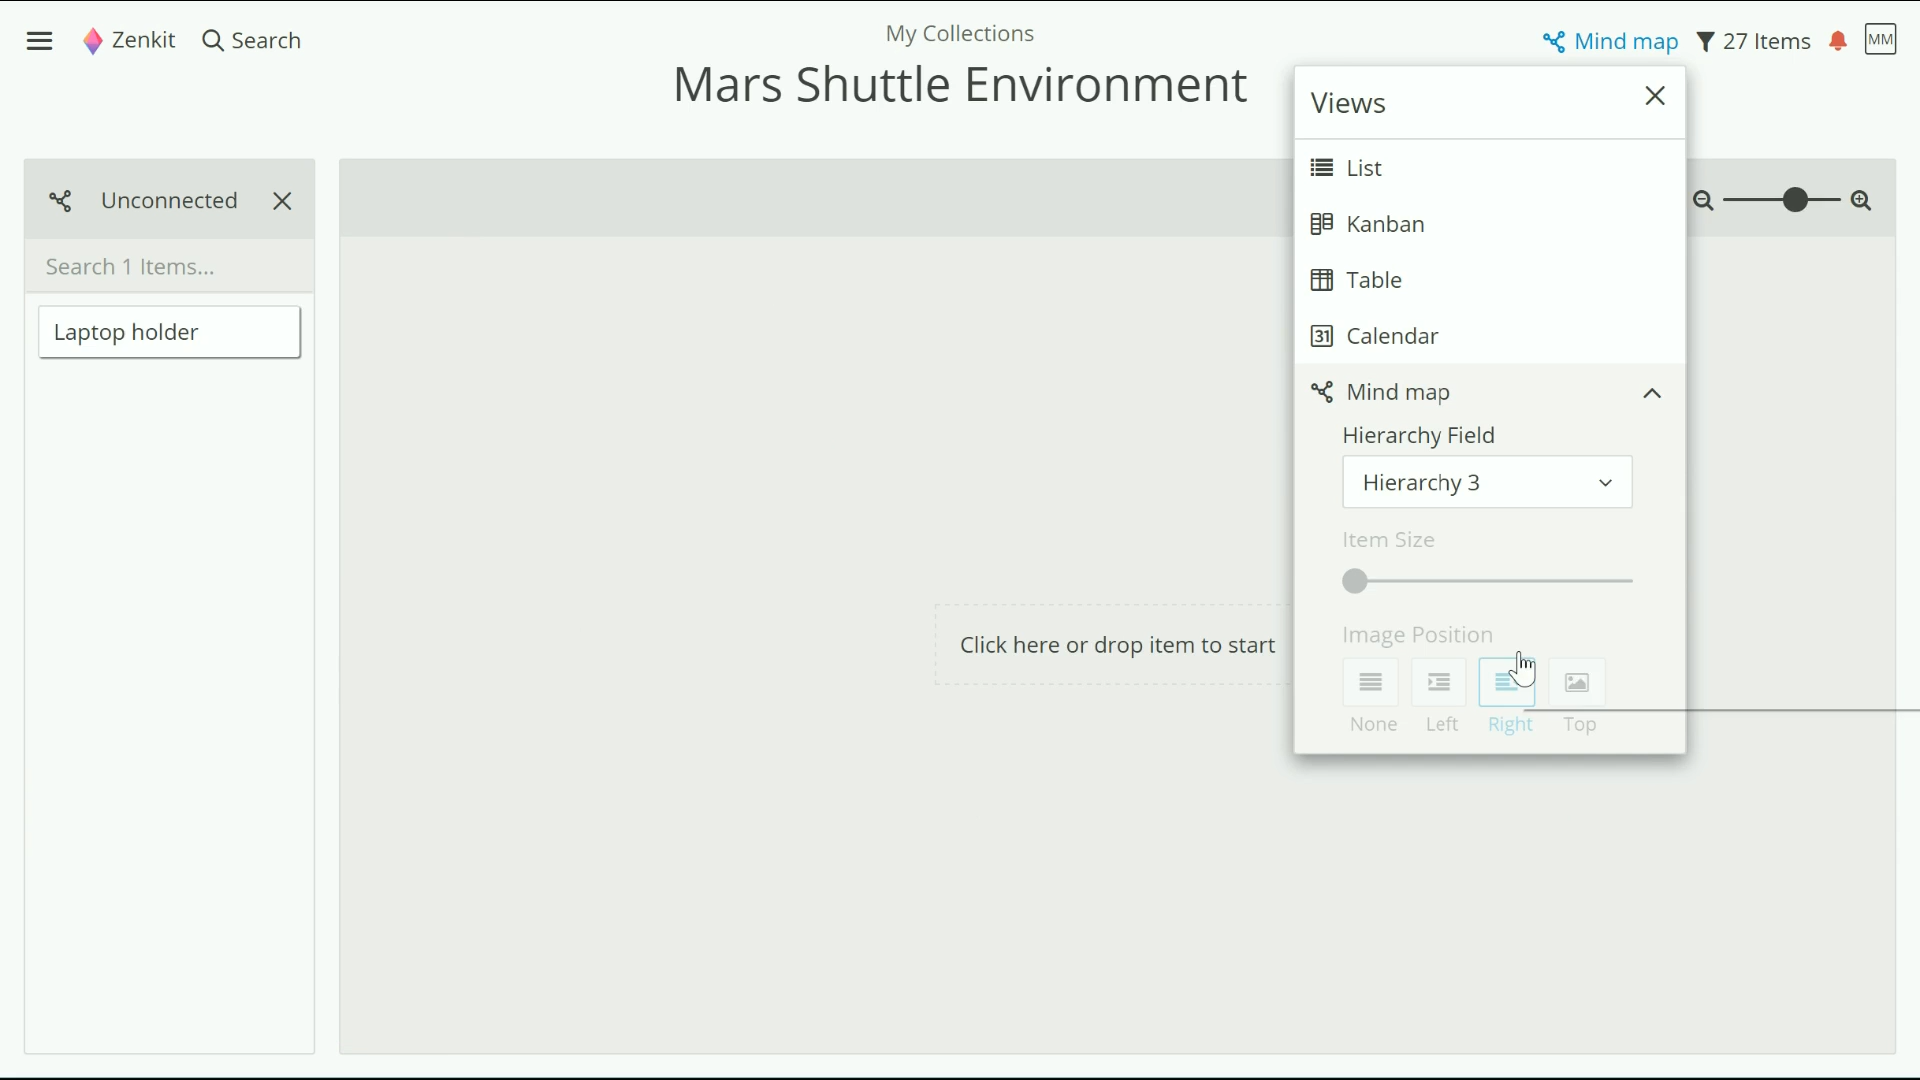 Zenkit
Search
My Collections
Mars Shuttle Environment
Mind map
27 Items
MM
Unconnected
Search 1 Items...
Laptop holder
Click here or drop item to start
Views
List
Kanban
Table
31 Calendar
Mind map
Hierarchy Field
Hierarchy 3
Item Size
Image Position
None Left Right Top